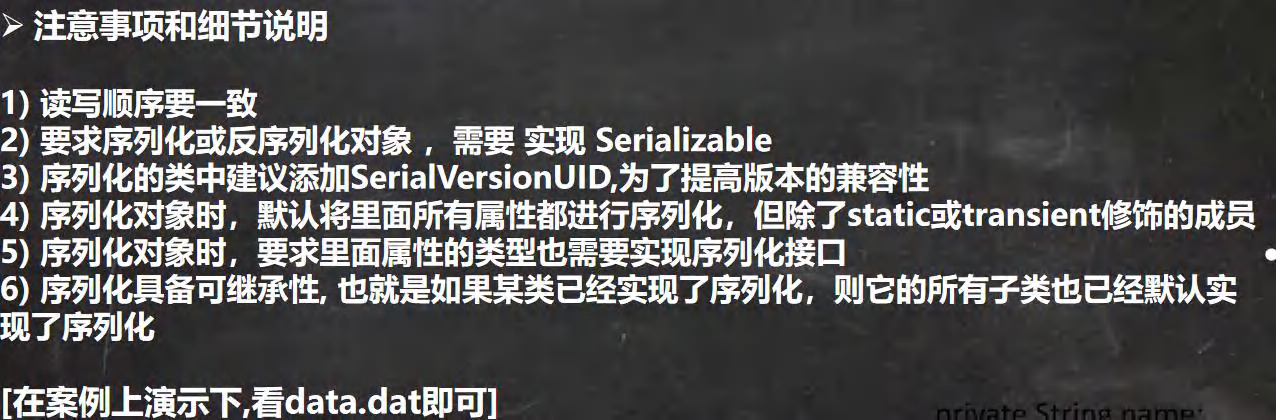 ➢ 注意事项和细节说明
1) 读写顺序要一致
2) 要求序列化或反序列化对象 ，需要 实现 Serializable
3) 序列化的类中建议添加SerialVersionUID,为了提高版本的兼容性
4) 序列化对象时，默认将里面所有属性都进行序列化，但除了static或transient修饰的成员
5) 序列化对象时，要求里面属性的类型也需要实现序列化接口
6) 序列化具备可继承性, 也就是如果某类已经实现了序列化，则它的所有子类也已经默认实
现了序列化
[在案例上演示下,看data.dat即可]
private String name;